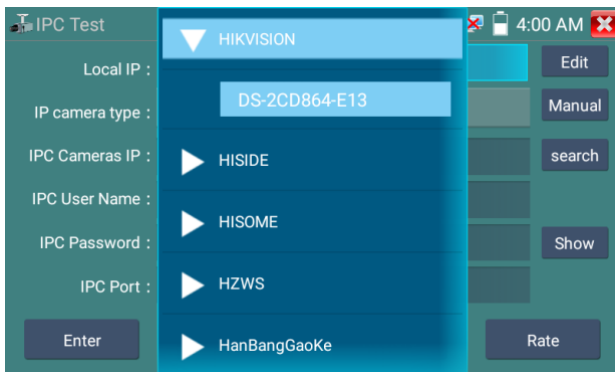 IPC Test
4:00 AM
HIKVISION
Local IP :
Edit
DS-2CD864-E13
IP camera type :
Manual
IPC Cameras IP :
HISIDE
search
IPC User Name :
HISOME
IPC Password :
Show
IPC Port :
HZWS
Enter
HanBangGaoKe
Rate